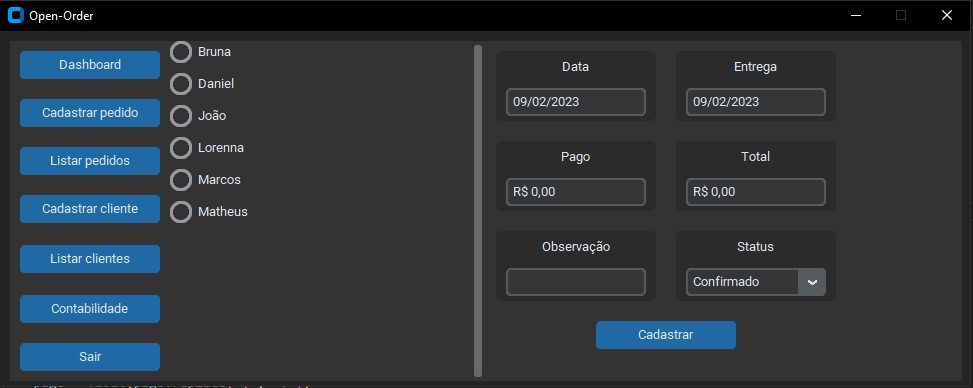 Open-Order
Dashboard
Cadastrar pedido
Listar pedidos
Cadastrar cliente
Listar clientes
Contabilidade
Sair
Bruna
Daniel
João
Lorenna
Marcos
Matheus
Data
09/02/2023
Entrega
09/02/2023
Pago
R$ 0,00
Total
R$ 0,00
Observação
Status
Confirmado
Cadastrar